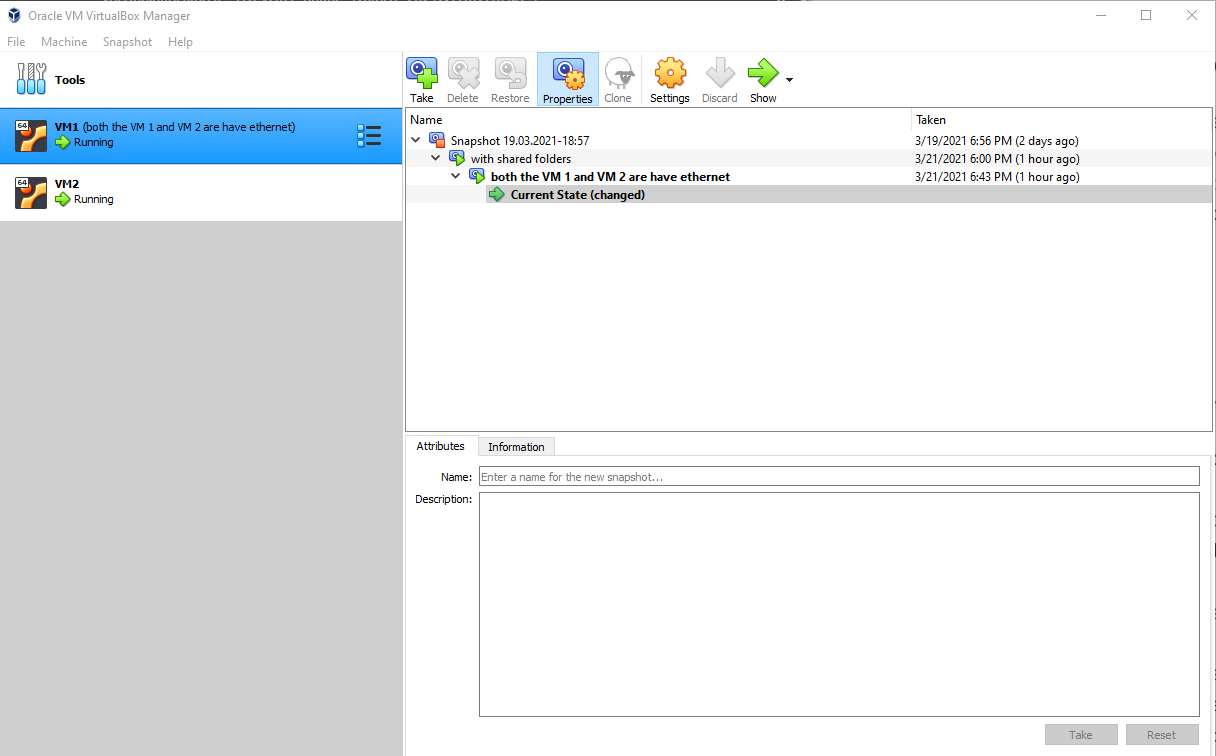 Oracle VM VirtualBox Manager
File Machine Snapshot Help
Tools
64
VM1 (both the VM 1 and VM 2 are have ethernet)
Running
64
VM2
Running
Take Delete Restore Properties Clone Settings Discard Show
Name Taken
Snapshot 19.03.2021-18:57 3/19/2021 6:56 PM (2 days ago)
with shared folders 3/21/2021 6:00 PM (1 hour ago)
both the VM 1 and VM 2 are have ethernet 3/21/2021 6:43 PM (1 hour ago)
Current State (changed)
Attributes Information
Name: Enter a name for the new snapshot...
Description:
Take Reset